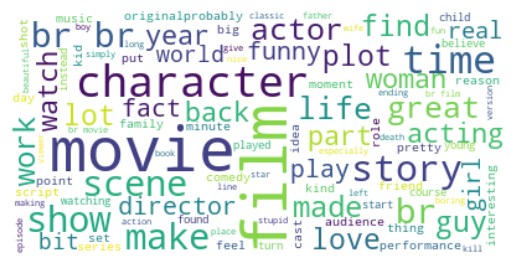 music boy originalprobably classic father fun
br br year big actor find real child
kid beautiful long shot wife give nice
world funny plot believe
simply instead put moment woman reason
watch character time
day lot fact back ending br film version
br movie family minute life great
work viewer death
book played idea part role acting
movie film story
scene comedy star pretty young
script point line play girl interesting
making watching director kind left friend course boring
show action found made start br guy
episode make place stupid cast audience thing
bit set feel turn love performance kill
series especially